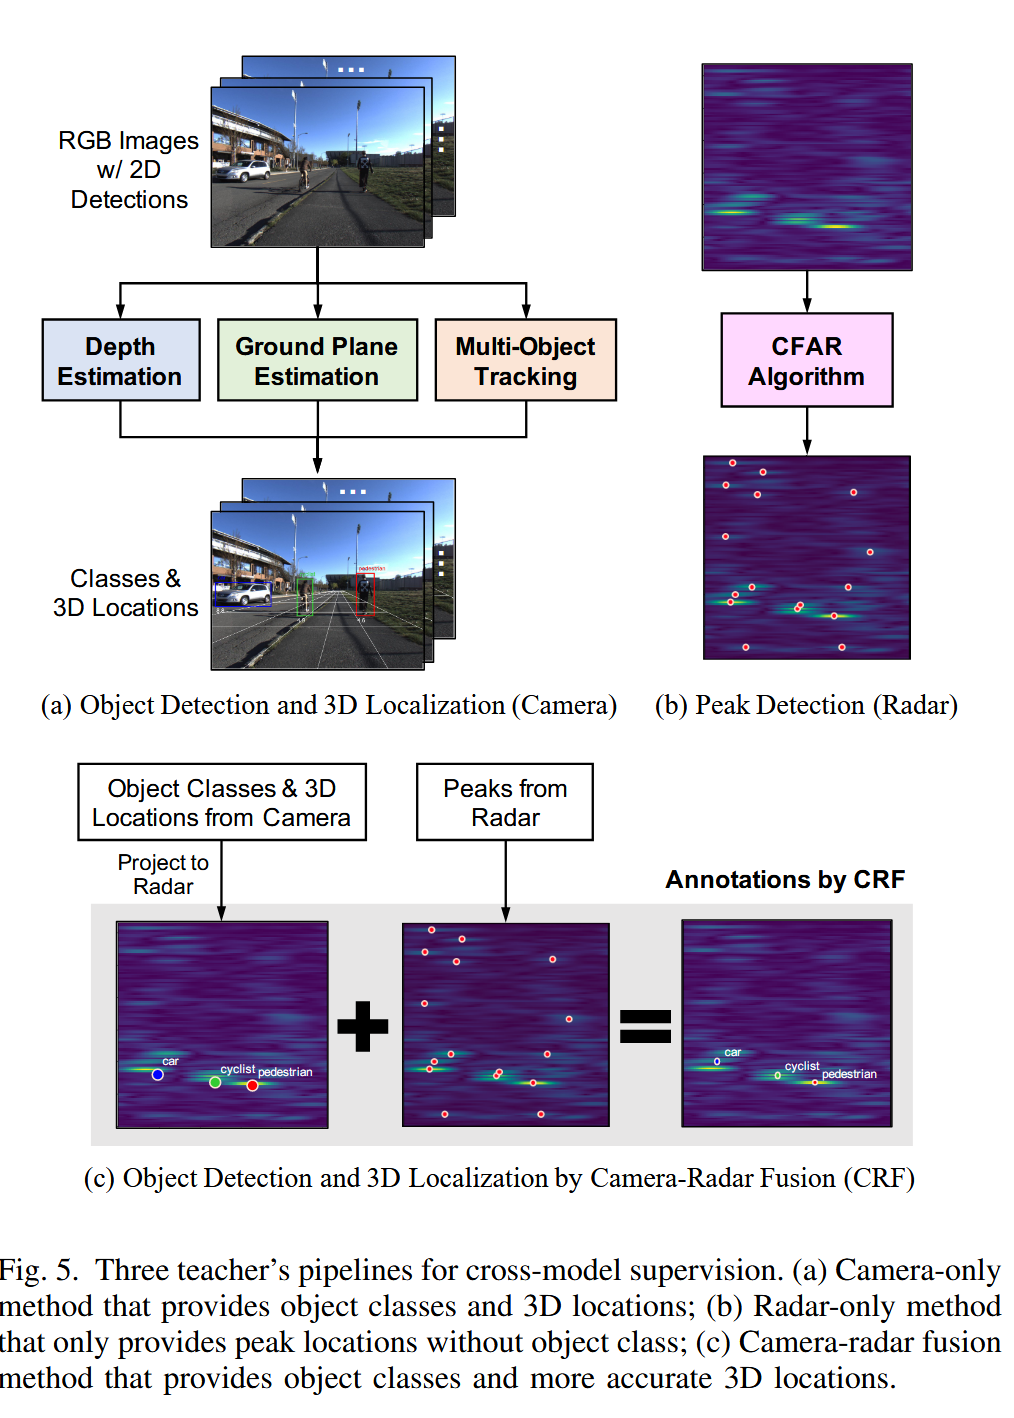 RGB Images
w/ 2D
Detections
Depth
Estimation
Ground Plane
Estimation
Multi-Object
Tracking
CFAR
Algorithm
pedestrian
Classes &
3D Locations
(a) Object Detection and 3D Localization (Camera)
(b) Peak Detection (Radar)
Object Classes & 3D
Locations from Camera
Peaks from
Radar
Project to
Radar
Annotations by CRF
car
cyclist
pedestrian
car
cyclist
pedestrian
(c) Object Detection and 3D Localization by Camera-Radar Fusion (CRF)
Fig. 5. Three teacher's pipelines for cross-model supervision. (a) Camera-only
method that provides object classes and 3D locations; (b) Radar-only method
that only provides peak locations without object class; (c) Camera-radar fusion
method that provides object classes and more accurate 3D locations.